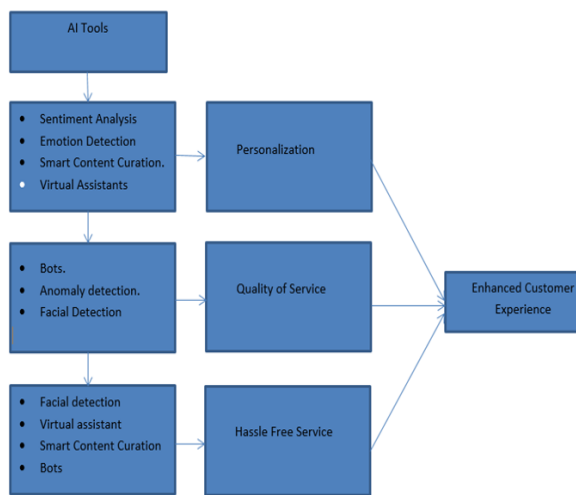 AI Tools
• Sentiment Analysis
• Emotion Detection
• Smart Content Curation.
• Virtual Assistants
Personalization
• Bots.
• Anomaly detection.
• Facial Detection
Quality of Service
Enhanced Customer
Experience
• Facial detection
• Virtual assistant
• Smart Content Curation
• Bots
Hassle Free Service